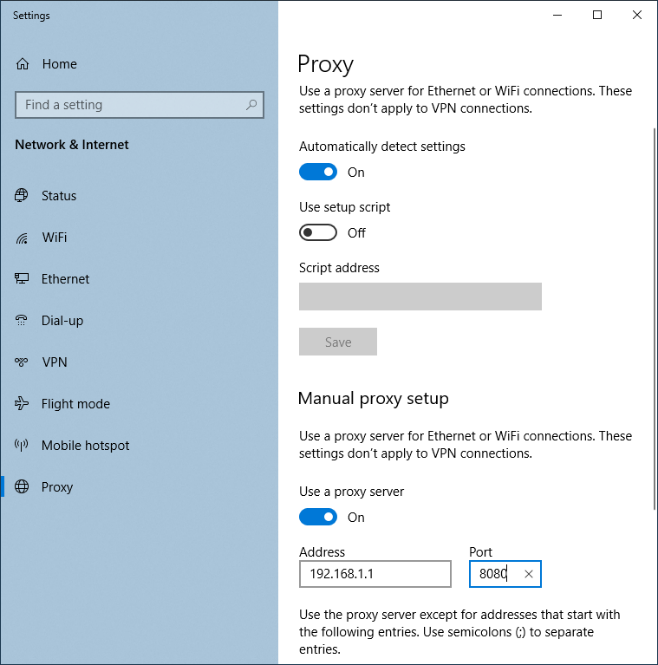 Settings
Home
Find a setting
Network & Internet
Status
WiFi
Ethernet
Dial-up
VPN
Flight mode
Mobile hotspot
Proxy
Proxy
Use a proxy server for Ethernet or WiFi connections. These
settings don't apply to VPN connections.
Automatically detect settings
On
Use setup script
Off
Script address
Save
Manual proxy setup
Use a proxy server for Ethernet or WiFi connections. These
settings don't apply to VPN connections.
Use a proxy server
On
Address Port
192.168.1.1 8080
Use the proxy server except for addresses that start with
the following entries. Use semicolons (;) to separate
entries.